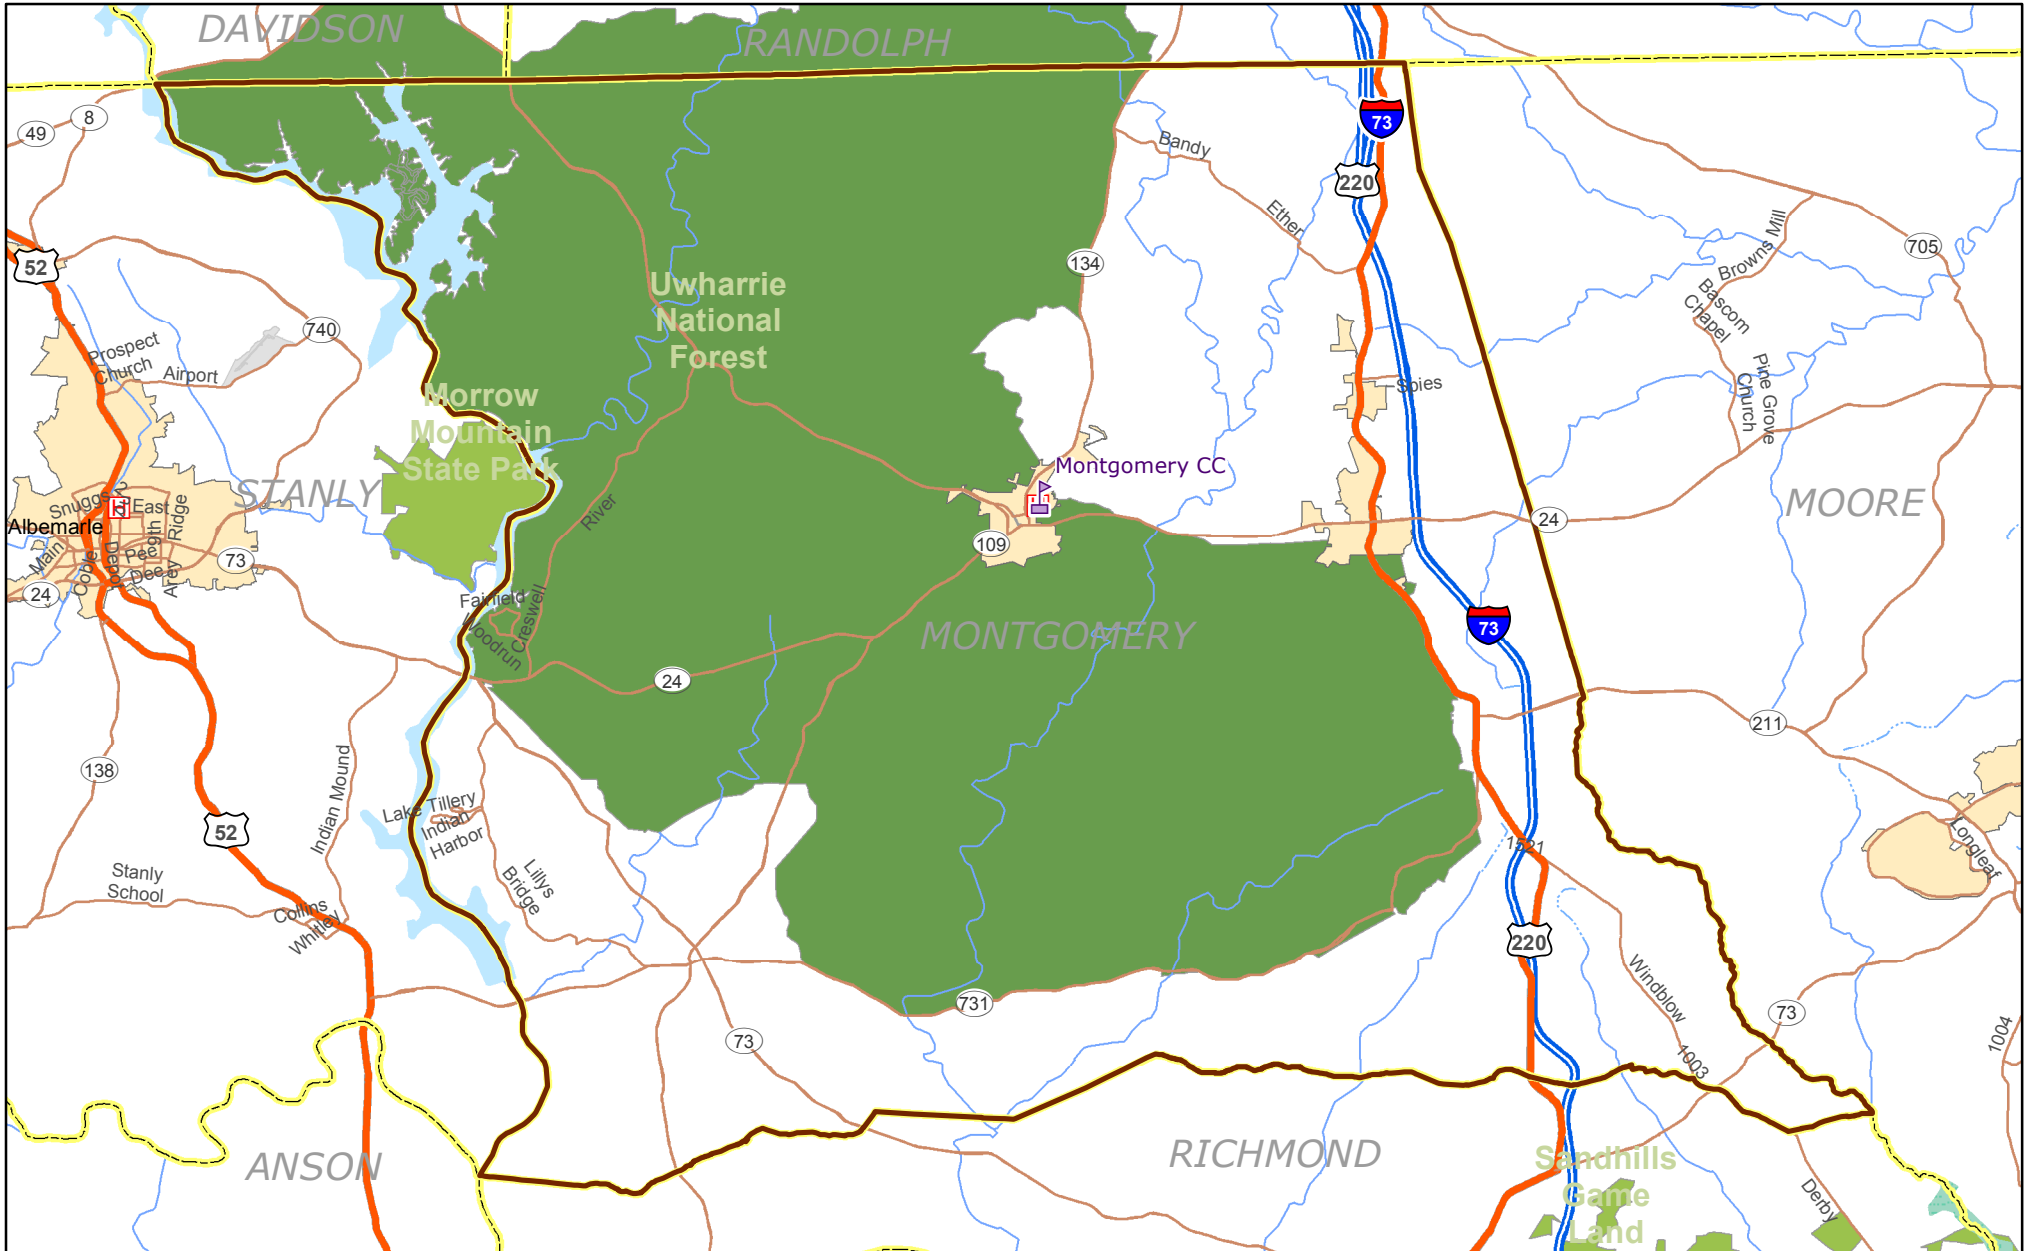 DAVIDSON
RANDOLPH
49
8
73
220
Bandy
Ether
134
705
Browns Mill
Bascom
Chapel
Pine Grove
Church
52
740
Prospect
Church
Airport
Uwharrie
National
Forest
Morrow
Mountain
State Park
Spies
STANLY
Snuggs
H
East
Ridge
Albemarle
Main
Coble
Depot
Pee
Dee
Arey
73
24
Montgomery CC
109
River
24
MOORE
Fairfield
Woodrun
Creswell
MONTGOMERY
73
24
211
138
Indian Mound
52
Lake Tillery
Indian
Harbor
Lillys
Bridge
Stanly
School
Collins
Whitley
1521
220
Longleaf
Windblow
731
73
73
1003
1004
ANSON
RICHMOND
Sandhills
Game
Land
Derby